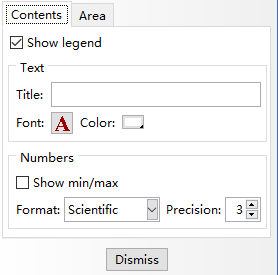 Contents Area
Show legend
Text
Title:
Font: A Color:
Numbers
Show min/max
Format: Scientific Precision: 3
Dismiss